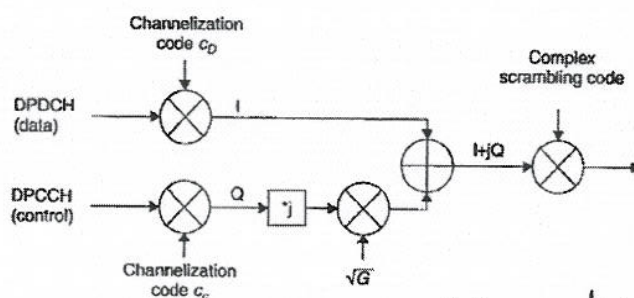 Channelization
code c_D
Complex
scrambling code
DPDCH
(data)
I
I+jQ
DPCCH
(control)
Q
*j
Channelization
code c_c
√G